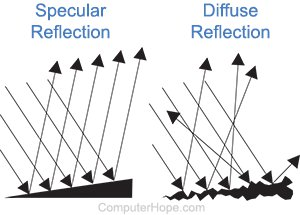 Specular Diffuse
Reflection Reflection
ComputerHope.com